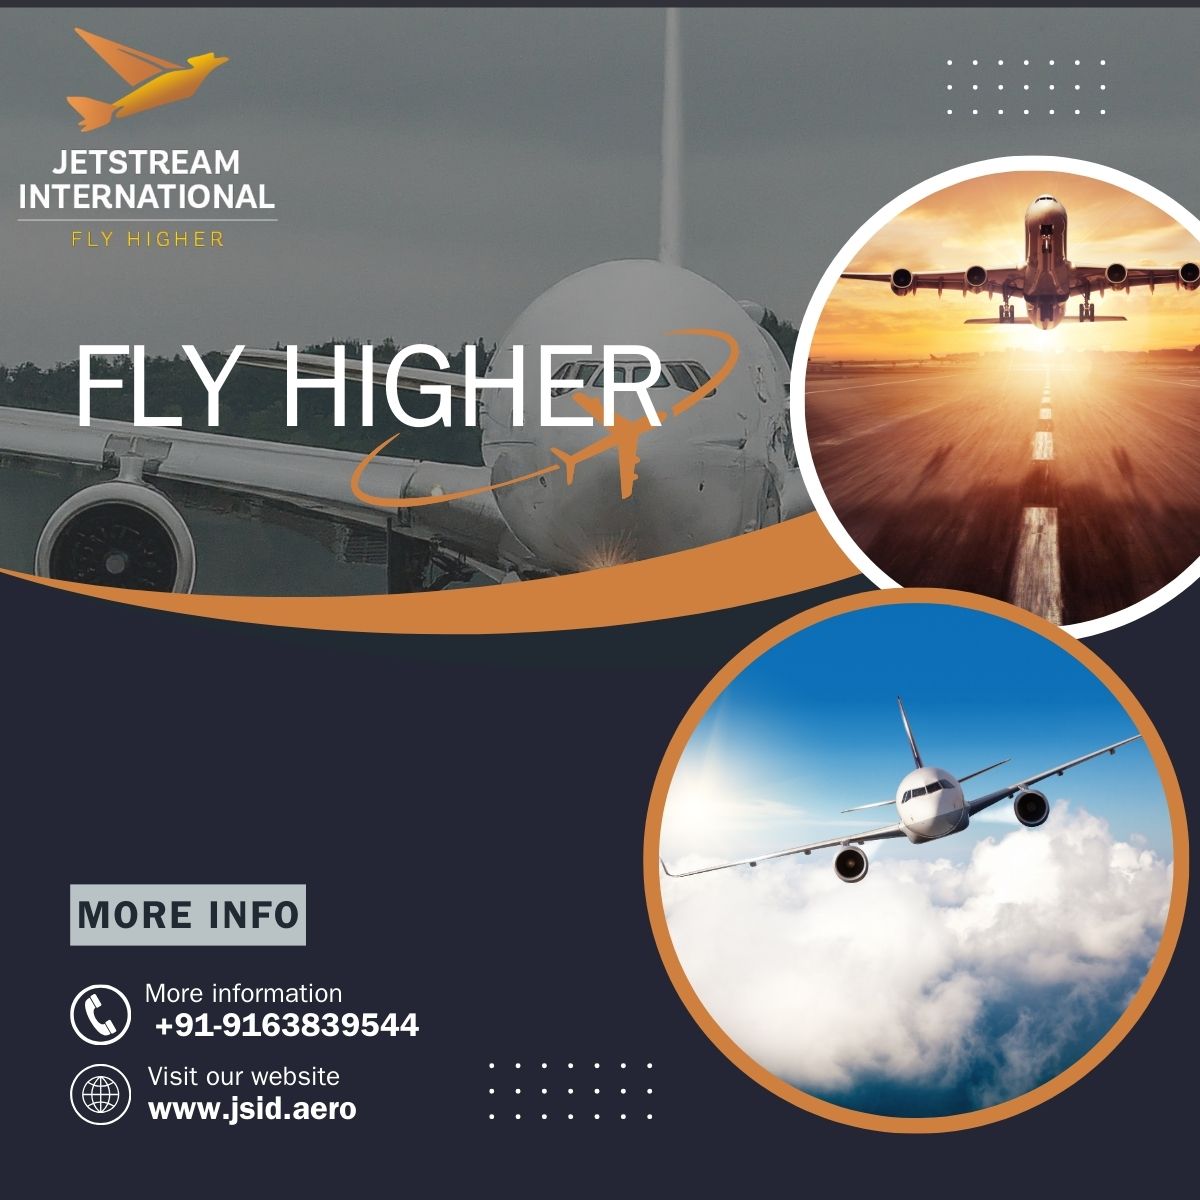 JETSTREAM
INTERNATIONAL
FLY HIGHER
FLY HIGHER
MORE INFO
More information
+91-9163839544
Visit our website
www.jsid.aero